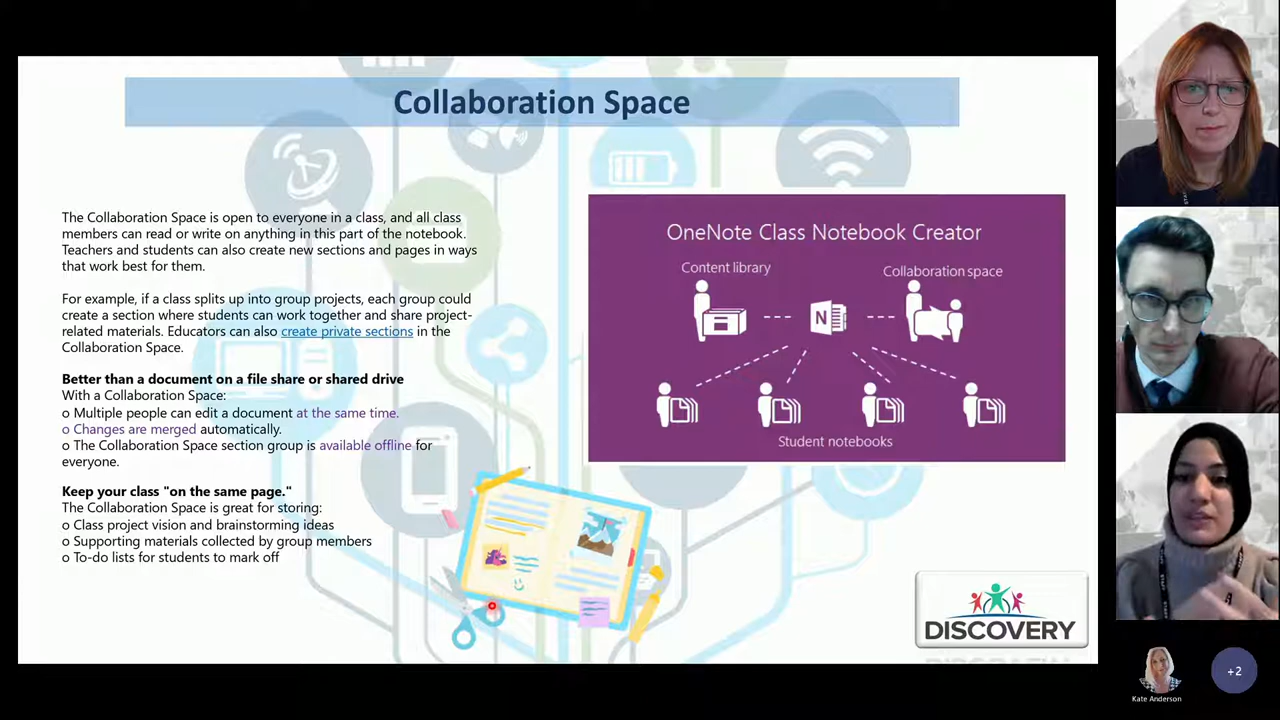 Collaboration Space
The Collaboration Space is open to everyone in a class, and all class
members can read or write on anything in this part of the notebook.
Teachers and students can also create new sections and pages in ways
that work best for them.
For example, if a class splits up into group projects, each group could
create a section where students can work together and share project-
related materials. Educators can also create private sections in the
Collaboration Space.
Better than a document on a file share or shared drive
With a Collaboration Space:
o Multiple people can edit a document at the same time.
o Changes are merged automatically.
o The Collaboration Space section group is available offline for
everyone.
Keep your class "on the same page."
The Collaboration Space is great for storing:
o Class project vision and brainstorming ideas
o Supporting materials collected by group members
o To-do lists for students to mark off
OneNote Class Notebook Creator
Content library
Collaboration space
N
Student notebooks
DISCOVERY
Kate Anderson
+2